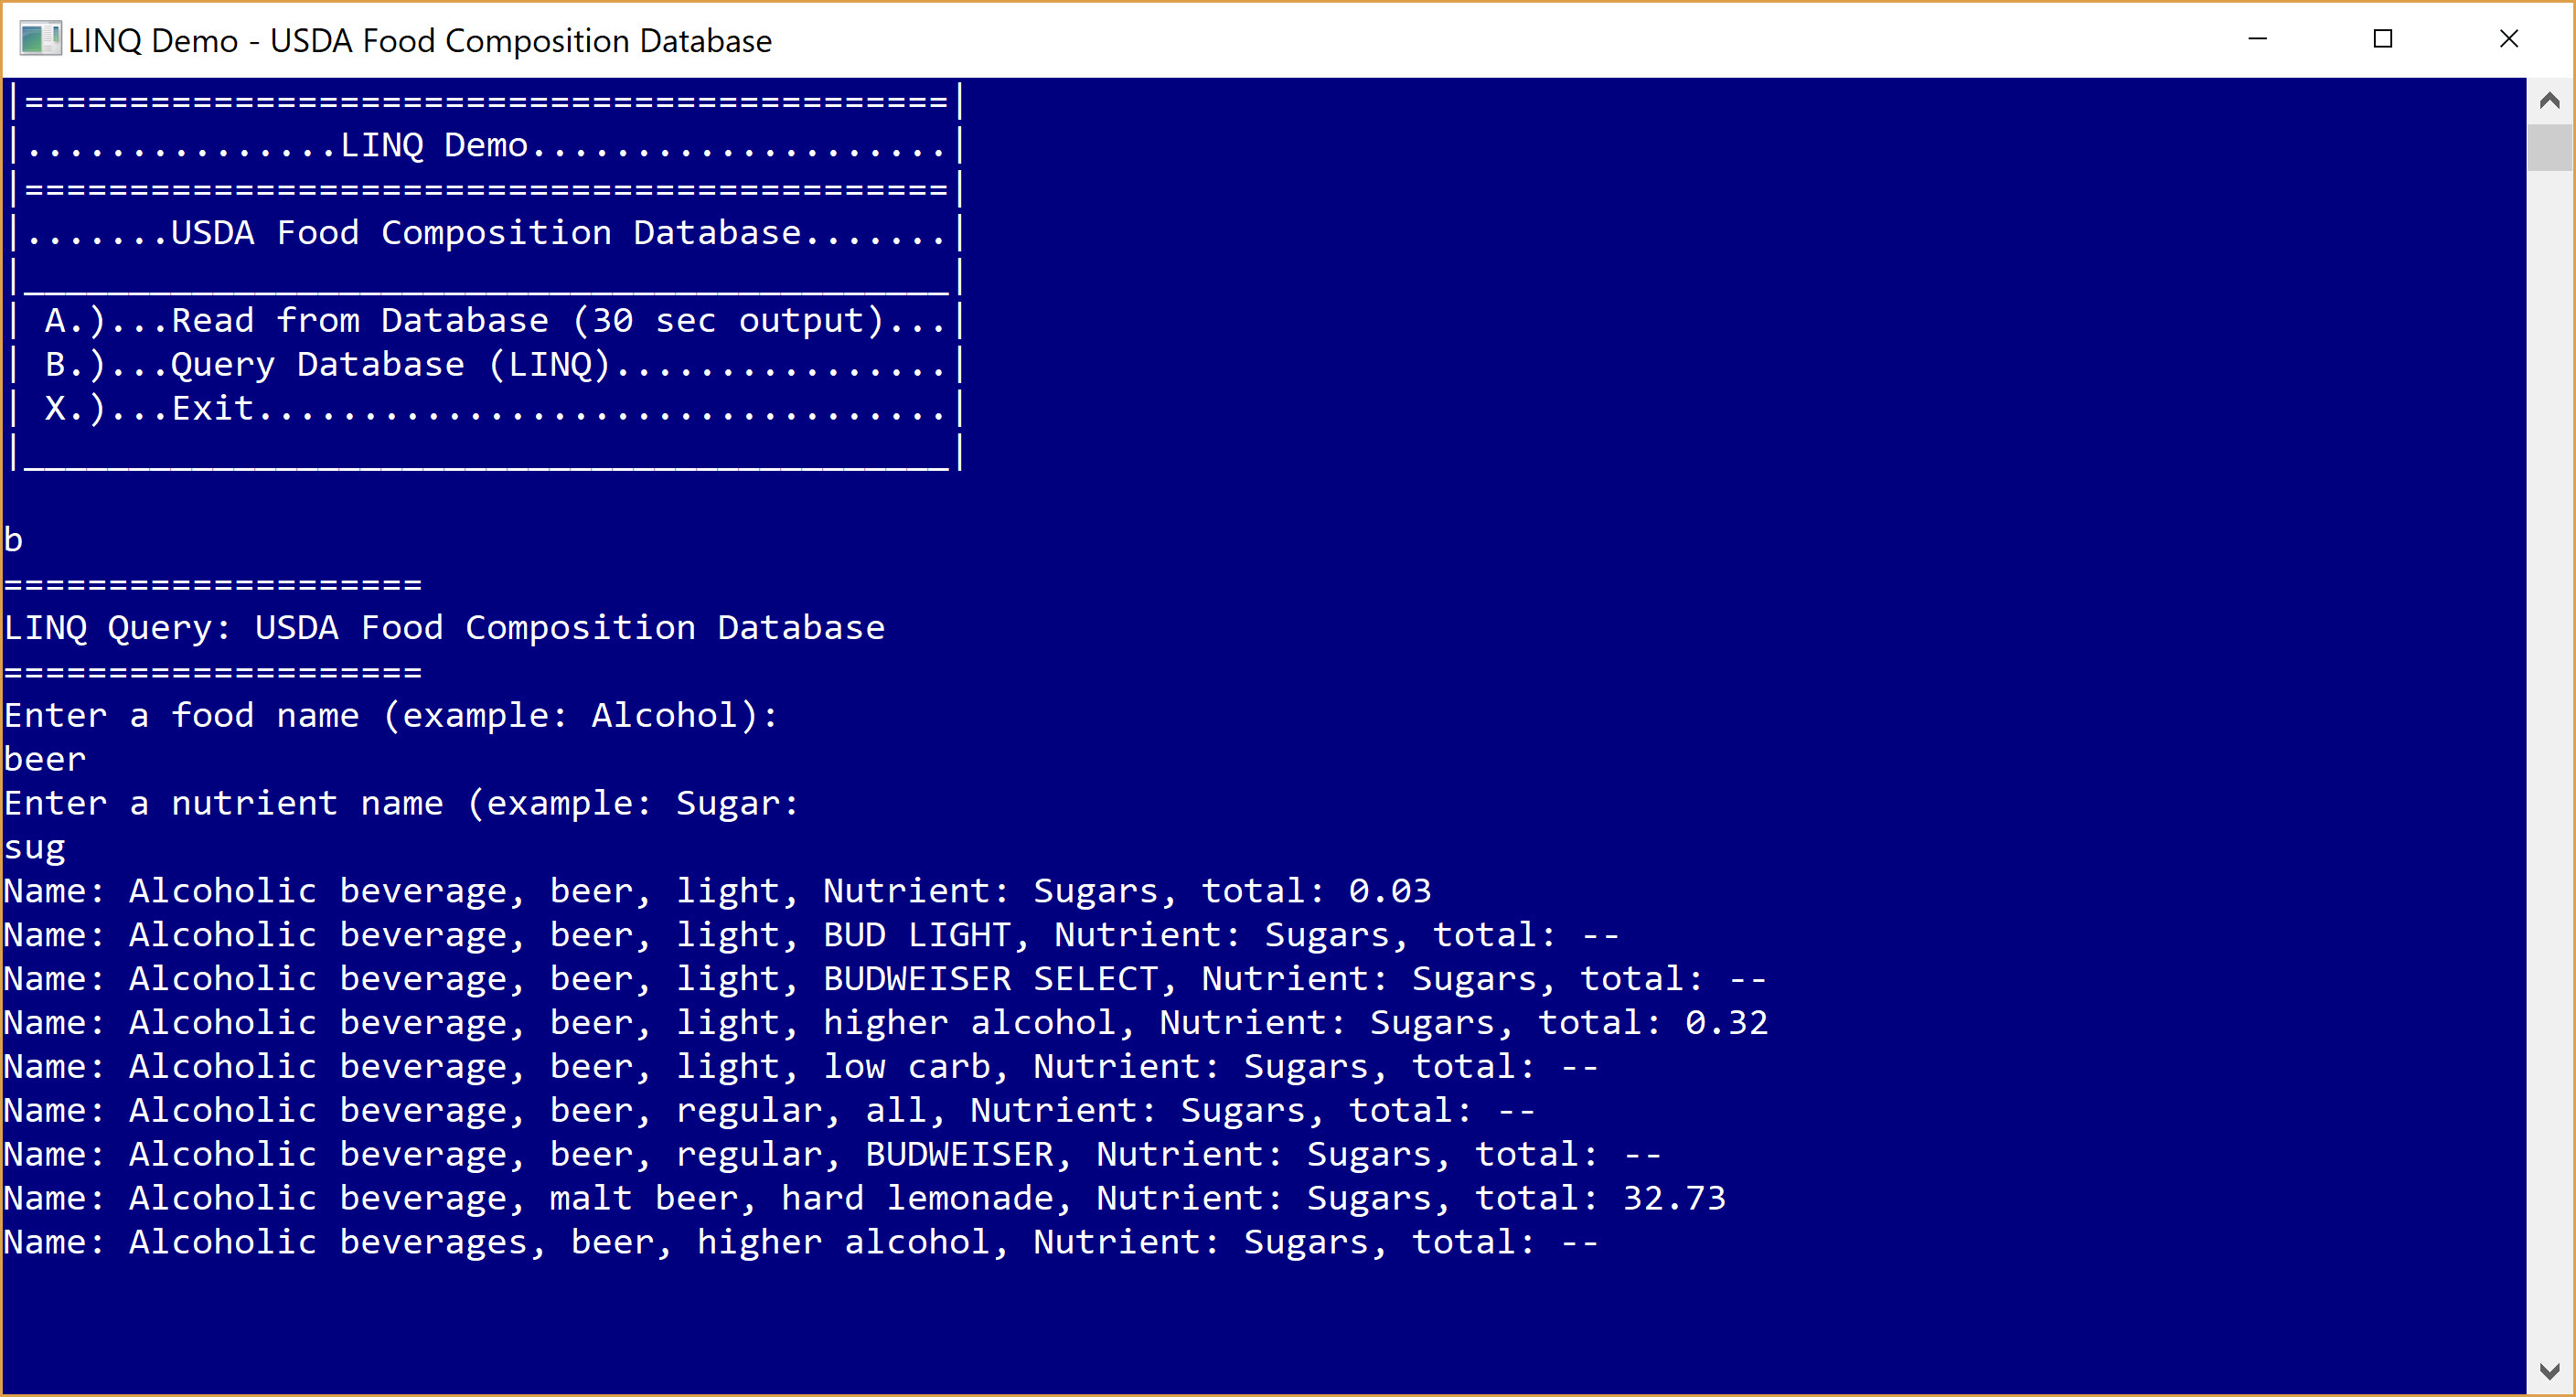 LINQ Demo - USDA Food Composition Database
|============================================|
|...............LINQ Demo....................|
|============================================|
|.......USDA Food Composition Database.......|
|____________________________________________|
| A.)...Read from Database (30 sec output)...|
| B.)...Query Database (LINQ)................|
| X.)...Exit.................................|
|____________________________________________|
b
====================
LINQ Query: USDA Food Composition Database
====================
Enter a food name (example: Alcohol):
beer
Enter a nutrient name (example: Sugar:
sug
Name: Alcoholic beverage, beer, light, Nutrient: Sugars, total: 0.03
Name: Alcoholic beverage, beer, light, BUD LIGHT, Nutrient: Sugars, total: --
Name: Alcoholic beverage, beer, light, BUDWEISER SELECT, Nutrient: Sugars, total: --
Name: Alcoholic beverage, beer, light, higher alcohol, Nutrient: Sugars, total: 0.32
Name: Alcoholic beverage, beer, light, low carb, Nutrient: Sugars, total: --
Name: Alcoholic beverage, beer, regular, all, Nutrient: Sugars, total: --
Name: Alcoholic beverage, beer, regular, BUDWEISER, Nutrient: Sugars, total: --
Name: Alcoholic beverage, malt beer, hard lemonade, Nutrient: Sugars, total: 32.73
Name: Alcoholic beverages, beer, higher alcohol, Nutrient: Sugars, total: --